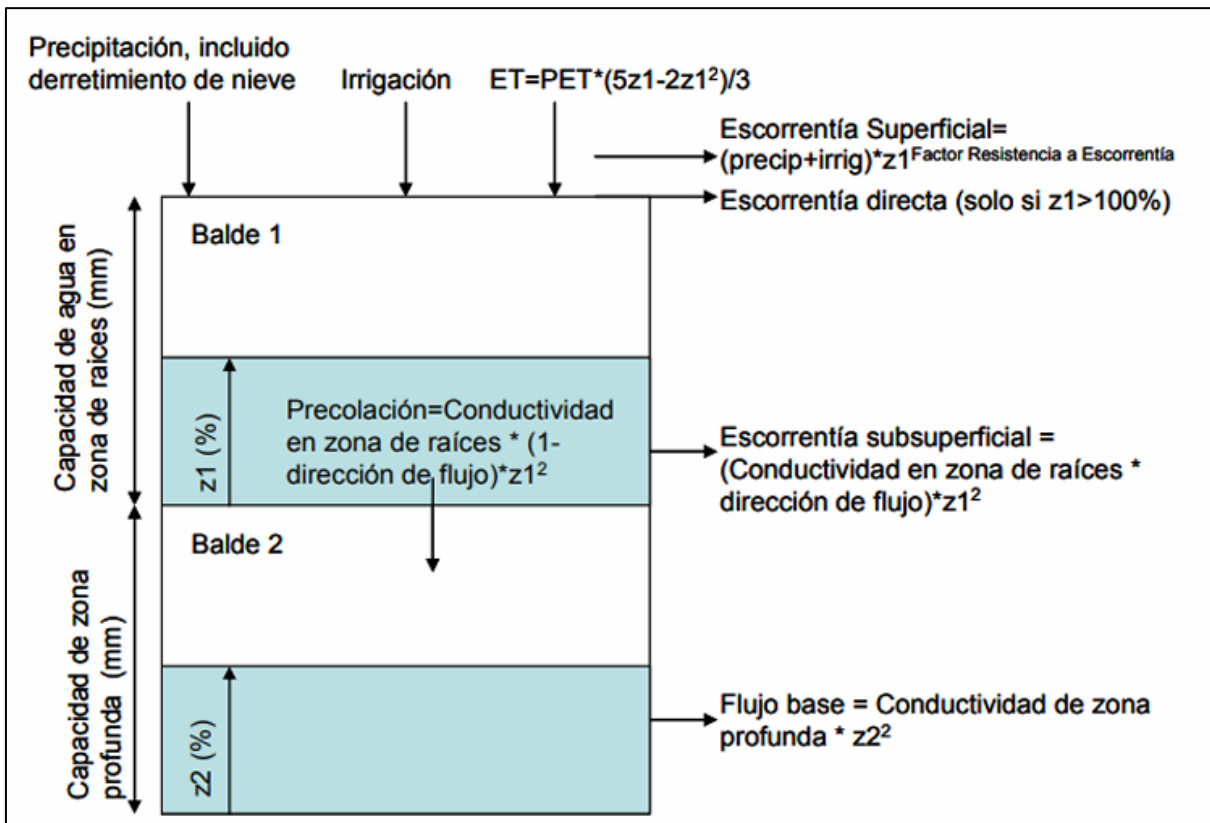 Precipitación, incluido
derretimiento de nieve
Irrigación
ET=PET*(5z1-2z1²)/3
Escorrentía Superficial=
(precip+irrig)*z1^Factor Resistencia a Escorrentía
Escorrentía directa (solo si z1>100%)
Capacidad de agua en
zona de raices (mm)
Balde 1
z1 (%)
Precolación=Conductividad
en zona de raíces * (1-
dirección de flujo)*z1²
Escorrentía subsuperficial =
(Conductividad en zona de raíces *
dirección de flujo)*z1²
Capacidad de zona
profunda (mm)
Balde 2
z2 (%)
Flujo base = Conductividad de zona
profunda * z2²